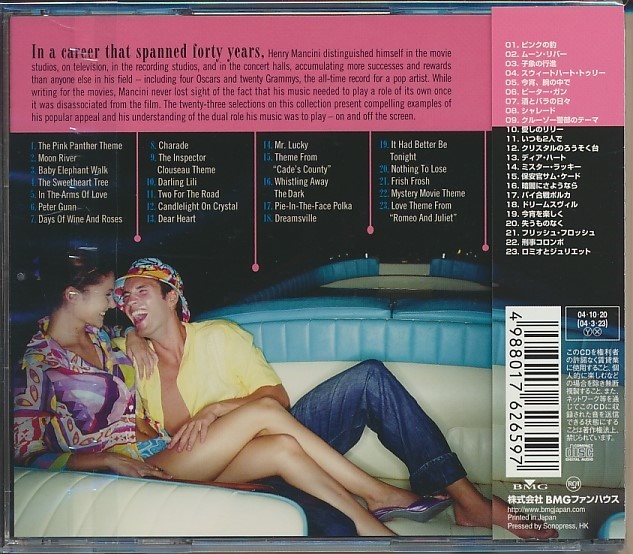 In a career that spanned forty years, Henry Mancini distinguished himself in the movie
studios, on television, in the recording studios, and in the concert halls, accumulating more successes and rewards
than anyone else in his field – including four Oscars and twenty Grammys, the all-time record for a pop artist. While
writing for the movies, Mancini never lost sight of the fact that his music needed to play a role of its own once it
was disassociated from the film. The twenty-three selections on this collection present compelling examples of
his popular appeal and his understanding of the dual role his music was to play – on and off the screen.
1. The Pink Panther Theme
2. Moon River
3. Baby Elephant Walk
4. The Sweetheart Tree
5. In The Arms Of Love
6. Peter Gunn
7. Days Of Wine And Roses
8. Charade
9. The Inspector
Clouseau Theme
10. Darling Lili
11. Two For The Road
12. Candlelight On Crystal
13. Dear Heart
14. Mr. Lucky
15. Theme From
"Cade's County"
16. Whistling Away
The Dark
17. Pie-In-The-Face Polka
18. Dreamsville
19. It Had Better Be
Tonight
20. Nothing To Lose
21. Frish Frosh
22. Mystery Movie Theme
23. Love Theme From
"Romeo And Juliet"
01. ピンクの豹
02. ムーン・リバー
03. 子象の行進
04. スウィートハート・トゥリー
05. 今宵、腕の中で
06. ピーター・ガン
07. 酒とバラの日々
08. シャレード
09. クルーゾー警部のテーマ
10. 愛しのリリー
11. いつも2人で
12. クリスタルのろうそく台
13. ディア・ハート
14. ミスター・ラッキー
15. 保安官サム・ケード
16. 暗闇にさようなら
17. パイ合戦ポルカ
18. ドリームスヴィル
19. 今宵を楽しく
20. 失うものなく
21. フリッシュ・フロッシュ
22. 刑事コロンボ
23. ロミオとジュリエット
4988017626597
04・10・20
(04・3・23)
Ⓨ Ⓧ
このCDを権利者
の許諾なく賃貸業
に使用すること、個
人的に楽しむなど
の場合を除き無断
複製すること、また、
ネットワーク等を通
じてこのCDに収
録された音を送信
できる状態にする
ことは著作権法上、
禁じられています。
COMPACT
disc
DIGITAL AUDIO
BMG
RCA
株式会社 BMGファンハウス
http://www.bmgjapan.com
Printed in Japan
Pressed by Sonopress, HK